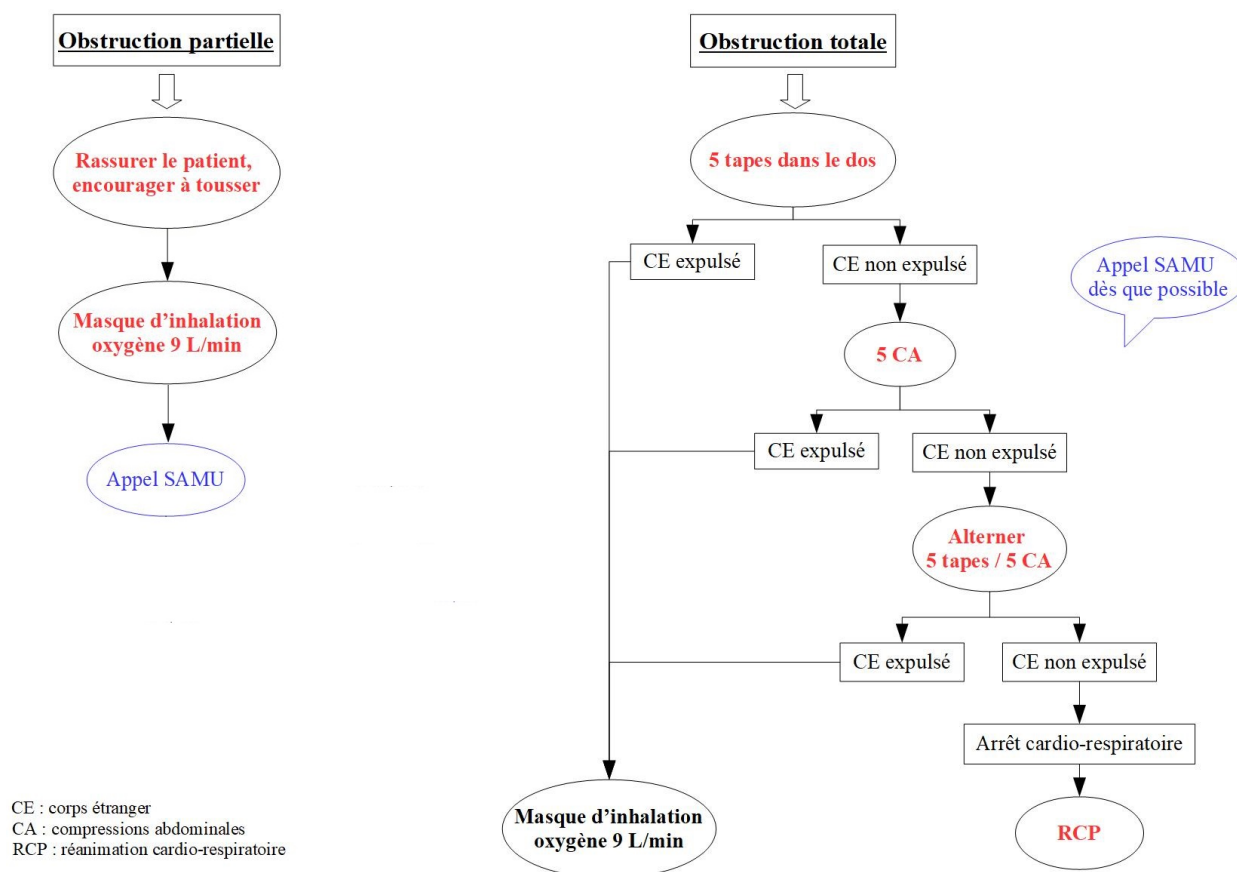 Obstruction partielle
Rassurer le patient,
encourager à tousser
Masque d'inhalation
oxygène 9 L/min
Appel SAMU
Obstruction totale
5 tapes dans le dos
CE expulsé
CE non expulsé
Appel SAMU
dès que possible
5 CA
CE expulsé
CE non expulsé
Alterner
5 tapes / 5 CA
CE expulsé
CE non expulsé
Arrêt cardio-respiratoire
Masque d'inhalation
oxygène 9 L/min
RCP
CE : corps étranger
CA : compressions abdominales
RCP : réanimation cardio-respiratoire